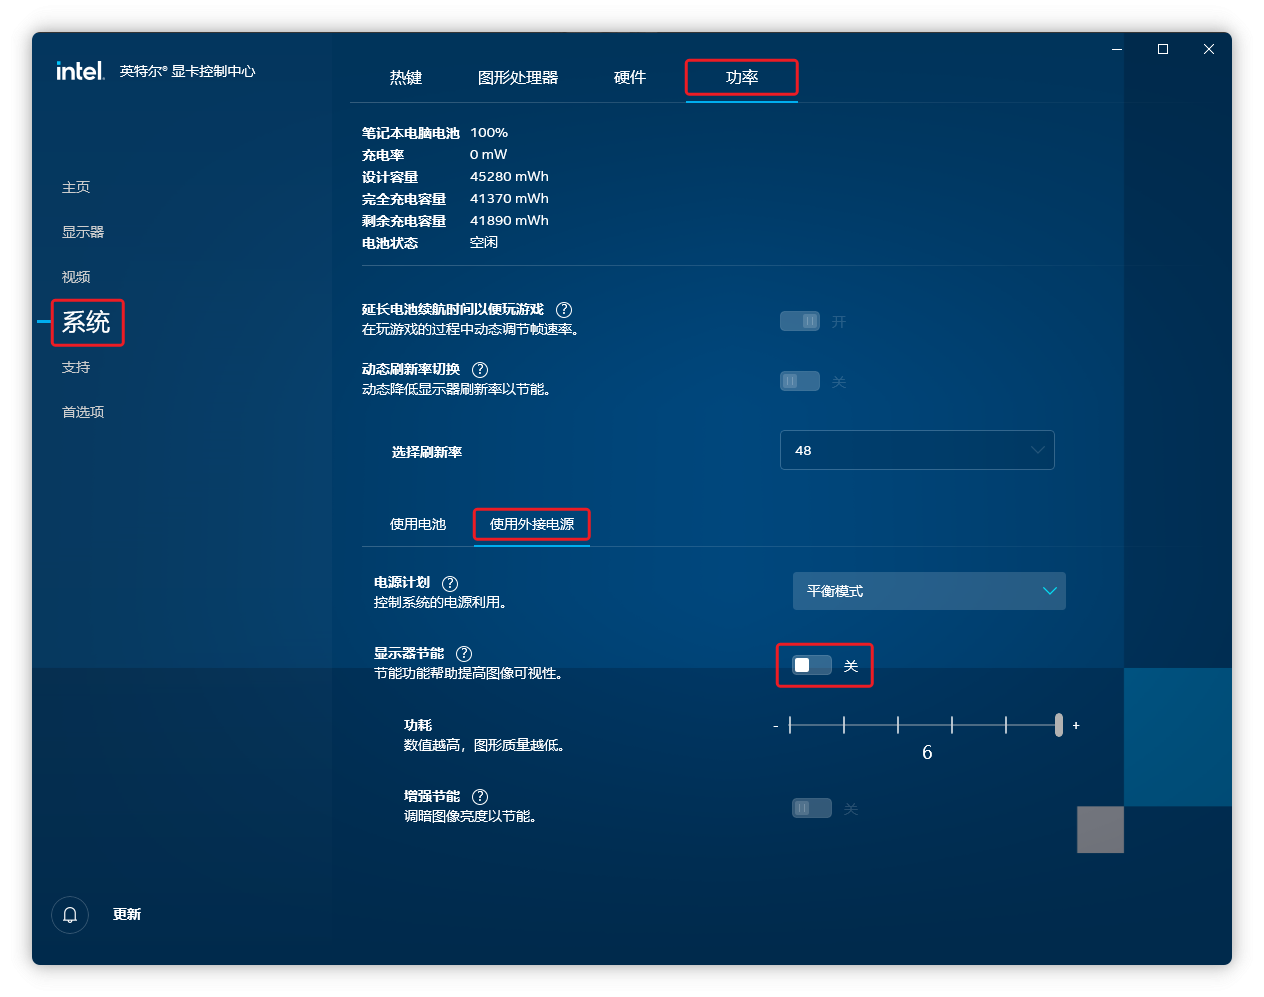 intel. 英特尔® 显卡控制中心
热键 图形处理器 硬件 功率
主页
显示器
视频
系统
支持
首选项
笔记本电脑电池 100%
充电率 0 mW
设计容量 45280 mWh
完全充电容量 41370 mWh
剩余充电容量 41890 mWh
电池状态 空闲
延长电池续航时间以便玩游戏 ?
在玩游戏的过程中动态调节帧速率。
开
动态刷新率切换 ?
动态降低显示器刷新率以节能。
关
选择刷新率 48
使用电池 使用外接电源
电源计划 ?
控制系统的电源利用。
平衡模式
显示器节能 ?
节能功能帮助提高图像可视性。
关
功耗
数值越高，图形质量越低。
- +
6
增强节能 ?
调暗图像亮度以节能。
关
更新